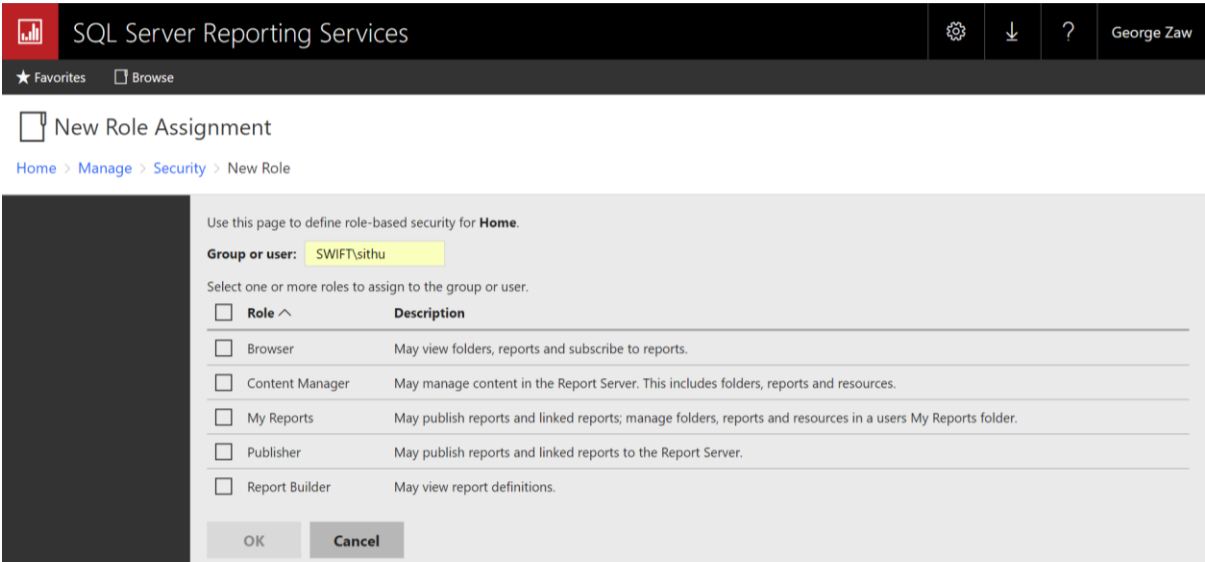 SQL Server Reporting Services ? George Zaw
Favorites Browse
New Role Assignment
Home > Manage > Security > New Role
Use this page to define role-based security for Home.
Group or user: SWIFT\sithu
Select one or more roles to assign to the group or user.
Role Description
Browser May view folders, reports and subscribe to reports.
Content Manager May manage content in the Report Server. This includes folders, reports and resources.
My Reports May publish reports and linked reports; manage folders, reports and resources in a users My Reports folder.
Publisher May publish reports and linked reports to the Report Server.
Report Builder May view report definitions.
OK Cancel